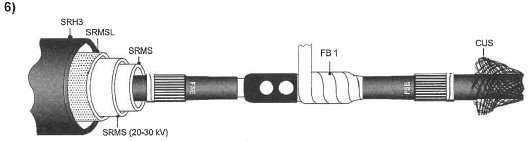 6)
SRH3
SRMSL
SRMS
FB 1
CUS
SRMS (20-30 kV)